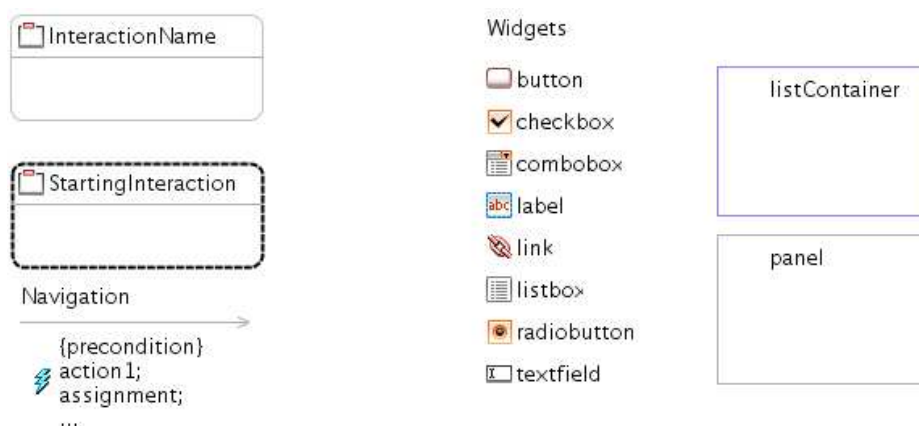 InteractionName
StartingInteraction
Navigation
{precondition}
action1;
assignment;
...
Widgets
button
checkbox
combobox
abc label
link
listbox
radiobutton
textfield
listContainer
panel